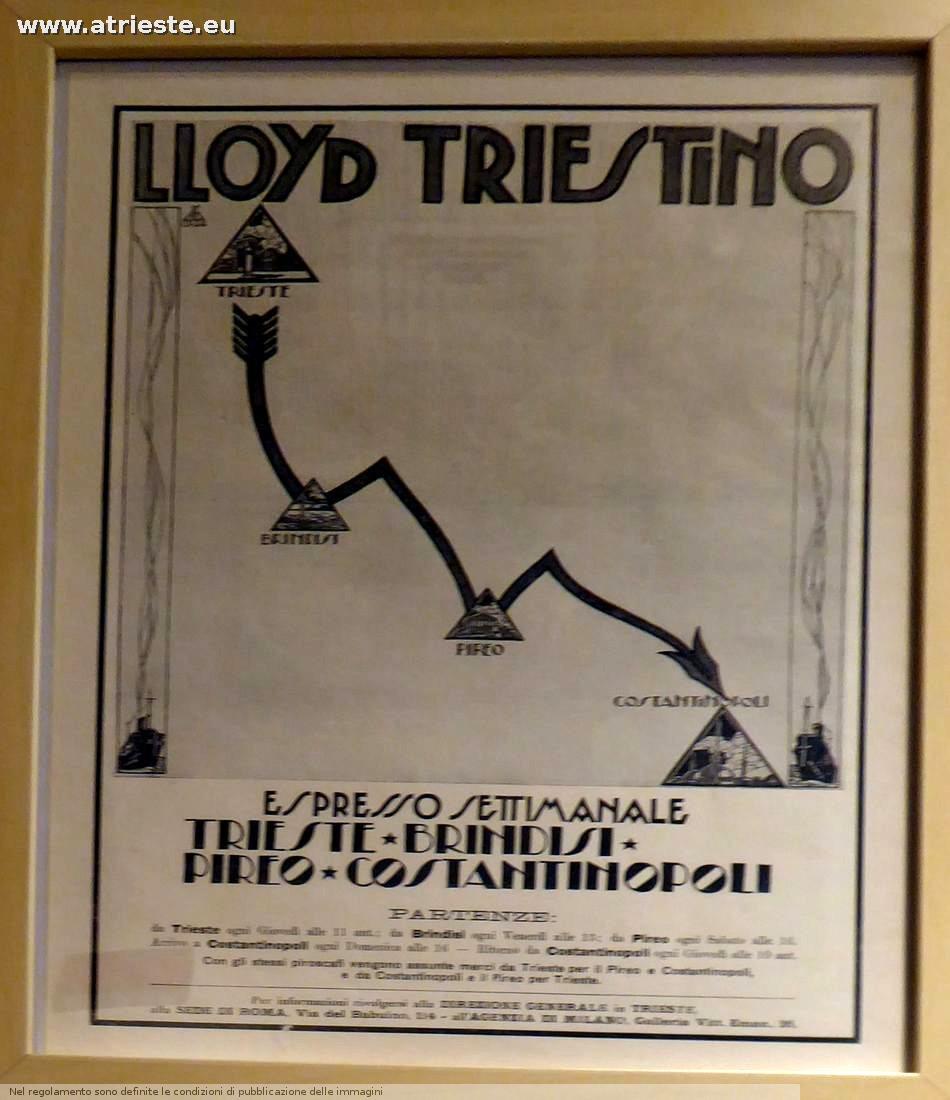 www.atrieste.eu
LLOYD TRIESTINO
TRIESTE
BRINDISI
PIREO
COSTANTINOPOLI
ESPRESSO SETTIMANALE
TRIESTE ★ BRINDISI ★
PIREO ★ COSTANTINOPOLI
PARTENZE:
da Trieste ogni Giovedì alle 11 ant.; da Brindisi ogni Venerdì alle 15; da Pireo ogni Sabato alle
Arrivo a Costantinopoli ogni Domenica alle 14 — Ritorno da Costantinopoli ogni Giovedì alle 10 ant.
Con gli stessi piroscafi vengono assunte merci da Trieste per il Pireo e Costantinopoli,
e da Costantinopoli e il Pireo per Trieste.
Per informazioni rivolgersi alla DIREZIONE GENERALE in TRIESTE,
alla SEDE DI ROMA, Via del Babuino, - all'AGENZIA DI MILANO, Galleria Vitt. Eman.
Nel regolamento sono definite le condizioni di pubblicazione delle immagini